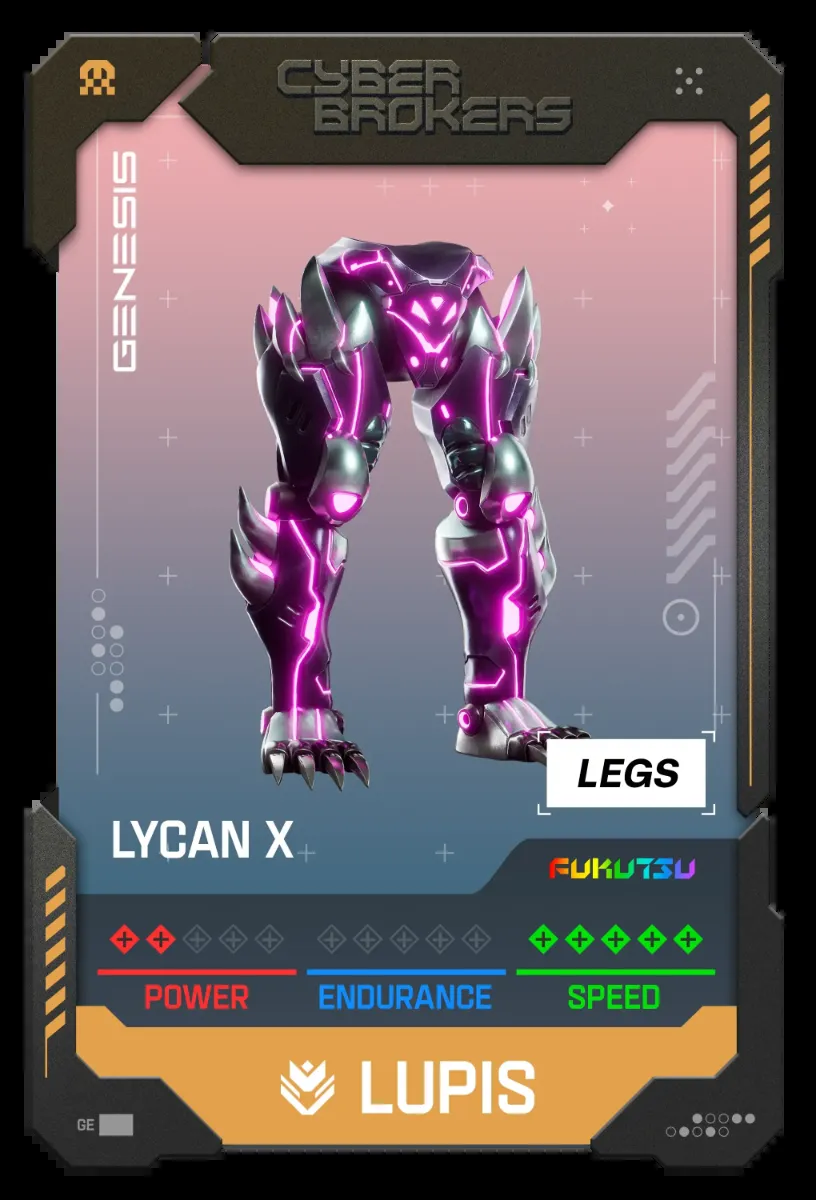 CYBER
BROKERS
GENESIS
LEGS
LYCAN X
FUKUTSU
POWER
ENDURANCE
SPEED
LUPIS
GE